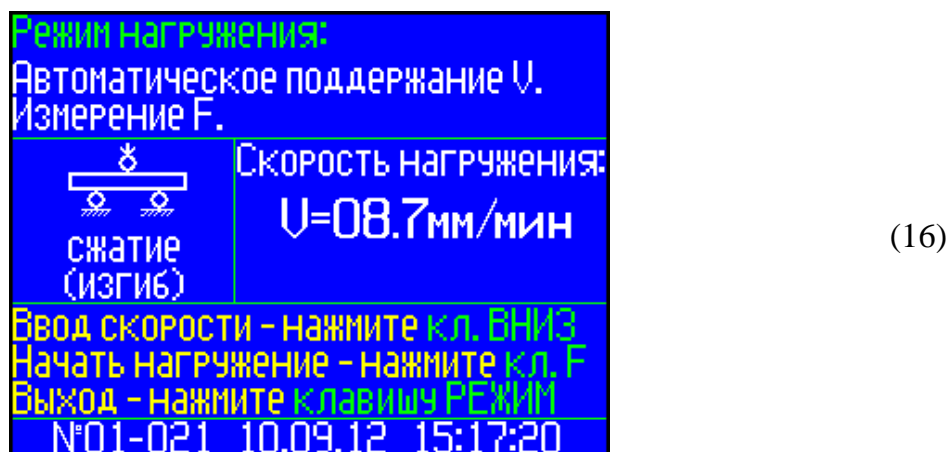 Режим нагружения:
Автоматическое поддержание V.
Измерение F.
сжатие
(изгиб)
Скорость нагружения:
V=08.7мм/мин
Ввод скорости - нажмите кл. ВНИЗ
Начать нагружение - нажмите кл. F
Выход - нажмите клавишу РЕЖИМ
№01-021 10.09.12 15:17:20
(16)